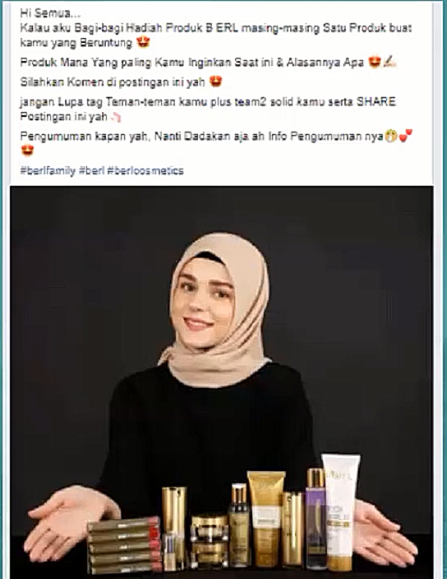 Hi Semua...
Kalau aku Bagi-bagi Hadiah Produk B ERL masing-masing Satu Produk buat
kamu yang Beruntung 🤩
Produk Mana Yang paling Kamu Inginkan Saat ini & Alasannya Apa 🤩✍🏻
Silahkan Komen di postingan ini yah 🤩
jangan Lupa tag Teman-teman kamu plus team2 solid kamu serta SHARE
Postingan ini yah
Pengumuman kapan yah, Nanti Dadakan aja ah Info Pengumuman nya🤭💕
🤩
#berlfamily #berl #berlcosmetics